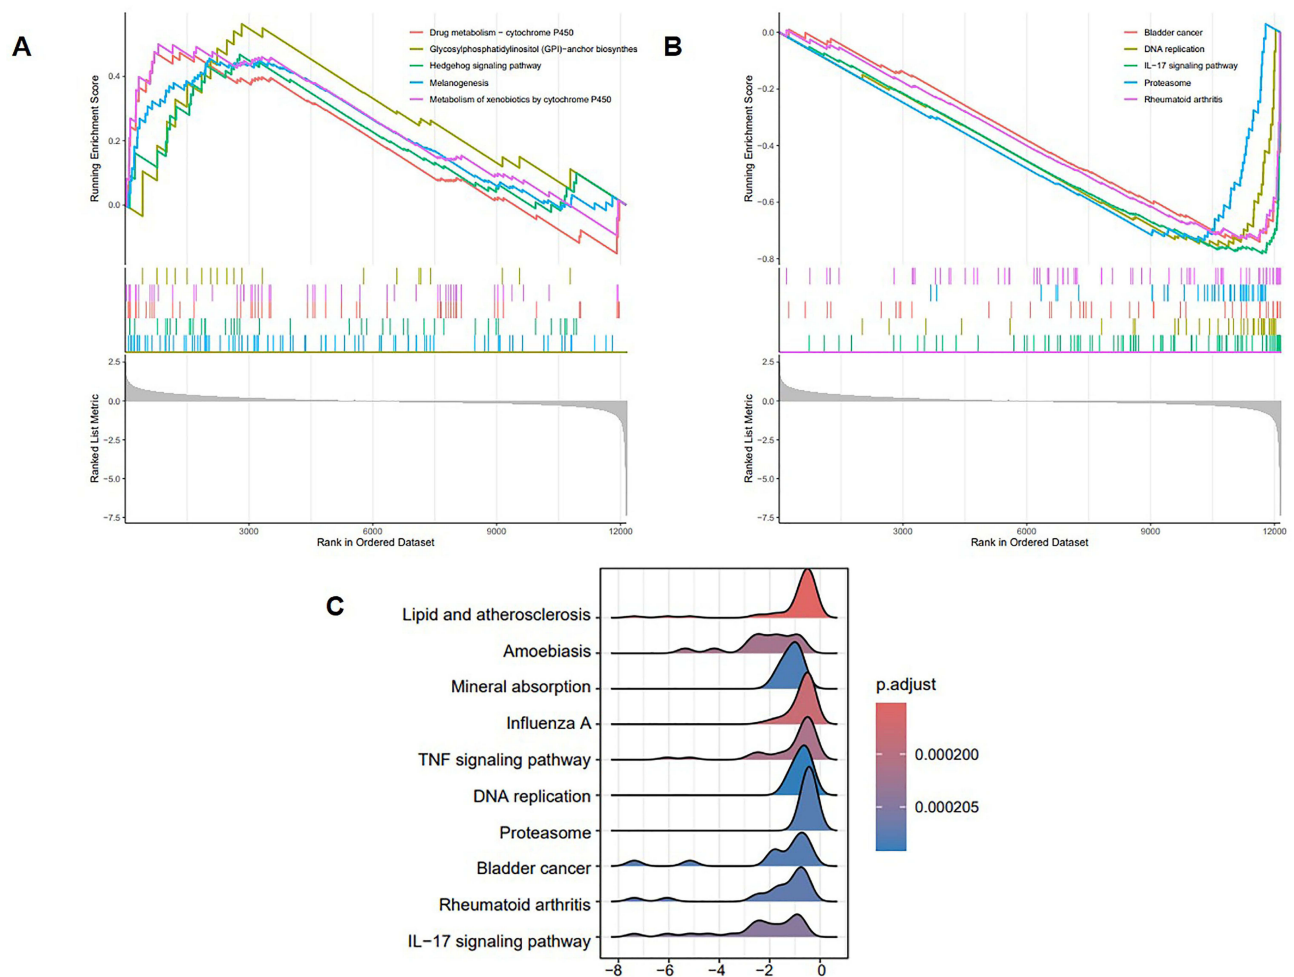 A
Running Enrichment Score
0.4
0.2
0.0
Drug metabolism − cytochrome P450
Glycosylphosphatidylinositol (GPI)−anchor biosynthes
Hedgehog signaling pathway
Melanogenesis
Metabolism of xenobiotics by cytochrome P450
Ranked List Metric
2.5
0.0
−2.5
−5.0
−7.5
3000
6000
9000
12000
Rank in Ordered Dataset
B
Running Enrichment Score
0.0
−0.2
−0.4
−0.6
−0.8
Bladder cancer
DNA replication
IL−17 signaling pathway
Proteasome
Rheumatoid arthritis
Ranked List Metric
2.5
0.0
−2.5
−5.0
−7.5
3000
6000
9000
12000
Rank in Ordered Dataset
C
Lipid and atherosclerosis
Amoebiasis
Mineral absorption
Influenza A
TNF signaling pathway
DNA replication
Proteasome
Bladder cancer
Rheumatoid arthritis
IL−17 signaling pathway
−8
−6
−4
−2
0
p.adjust
0.000200
0.000205